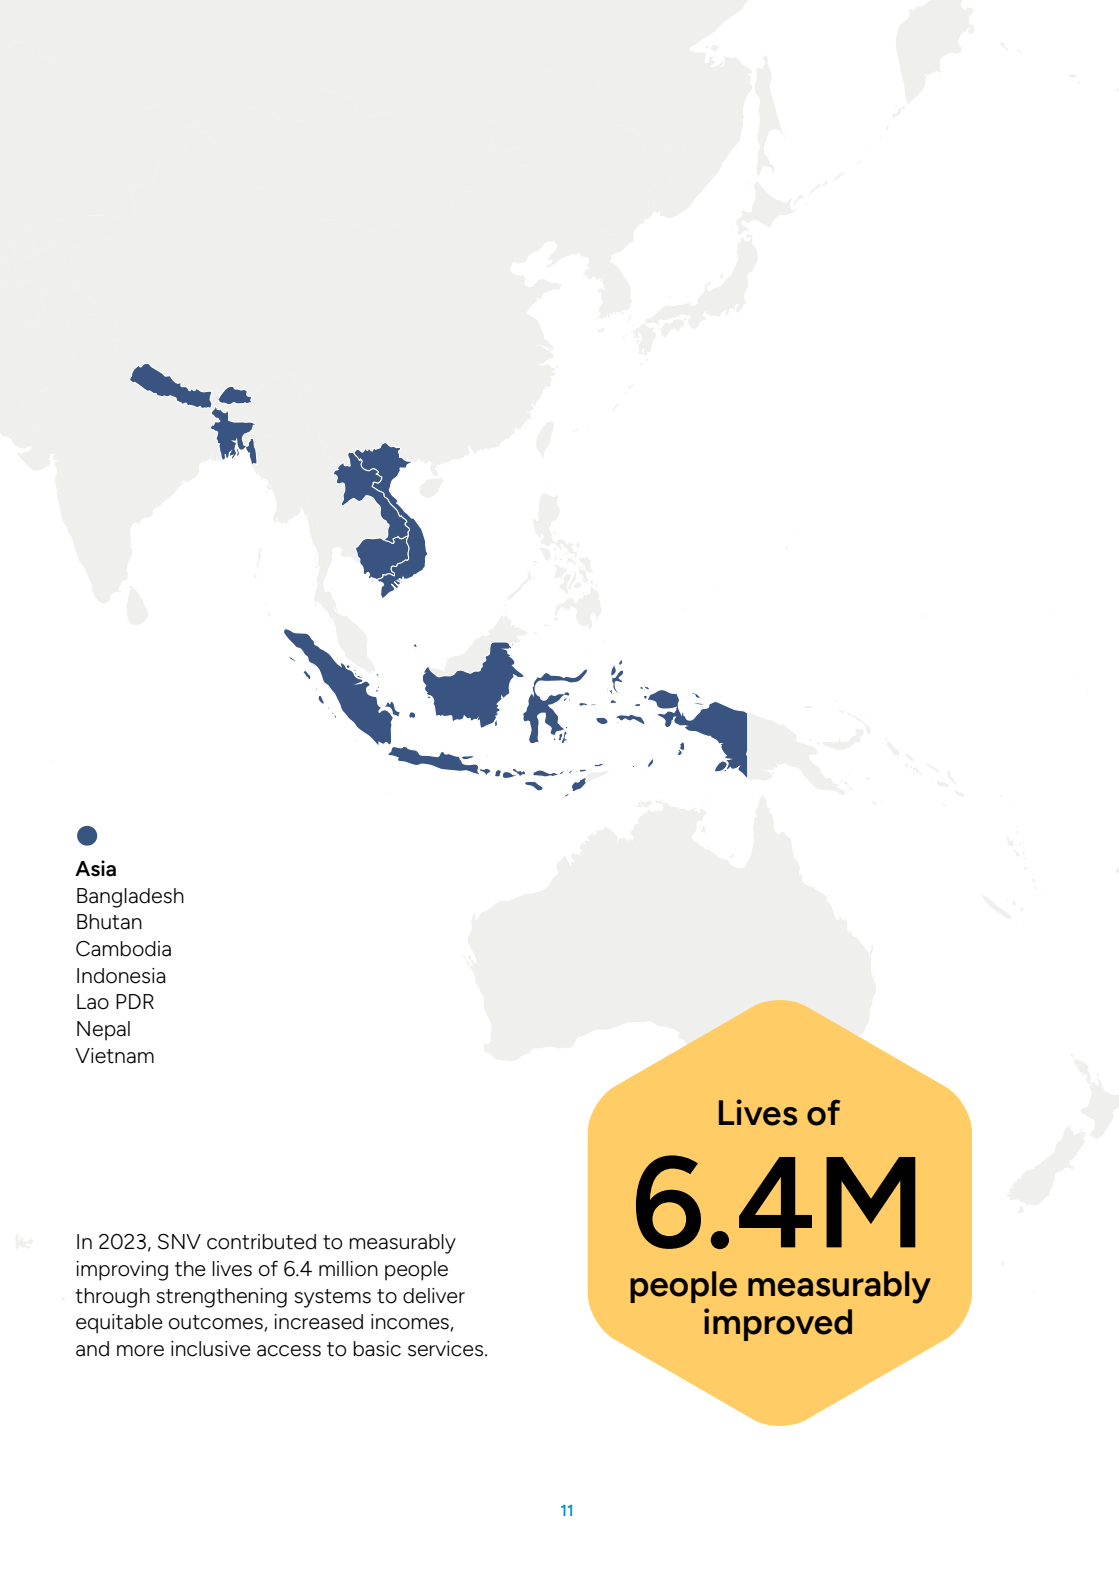 Asia
Bangladesh
Bhutan
Cambodia
Indonesia
Lao PDR
Nepal
Vietnam
Lives of
6.4M
people measurably
improved
In 2023, SNV contributed to measurably
improving the lives of 6.4 million people
through strengthening systems to deliver
equitable outcomes, increased incomes,
and more inclusive access to basic services.
11